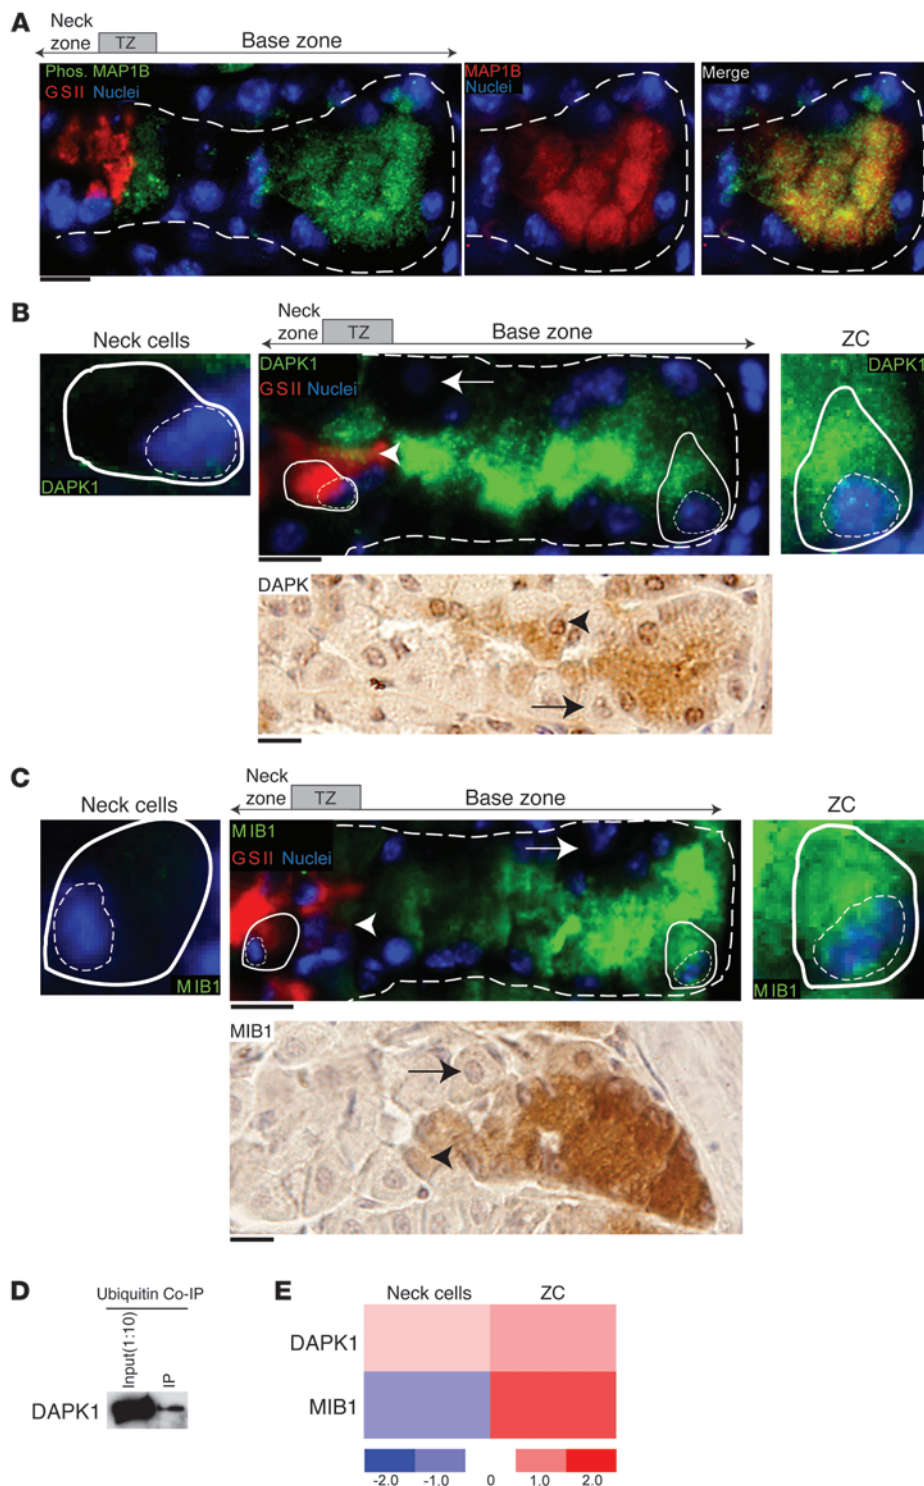 A
Neck zone TZ Base zone
Phos. MAP1B
GSII Nuclei
MAP1B
Nuclei
Merge
B
Neck cells
DAPK1
Neck zone TZ Base zone
DAPK1
GSII Nuclei
ZC
DAPK1
DAPK
C
Neck cells
MIB1
Neck zone TZ Base zone
MIB1
GSII Nuclei
ZC
MIB1
MIB1
D
Ubiquitin Co-IP
Input(1:10)
IP
DAPK1
E
Neck cells ZC
DAPK1
MIB1
-2.0 -1.0 0 1.0 2.0